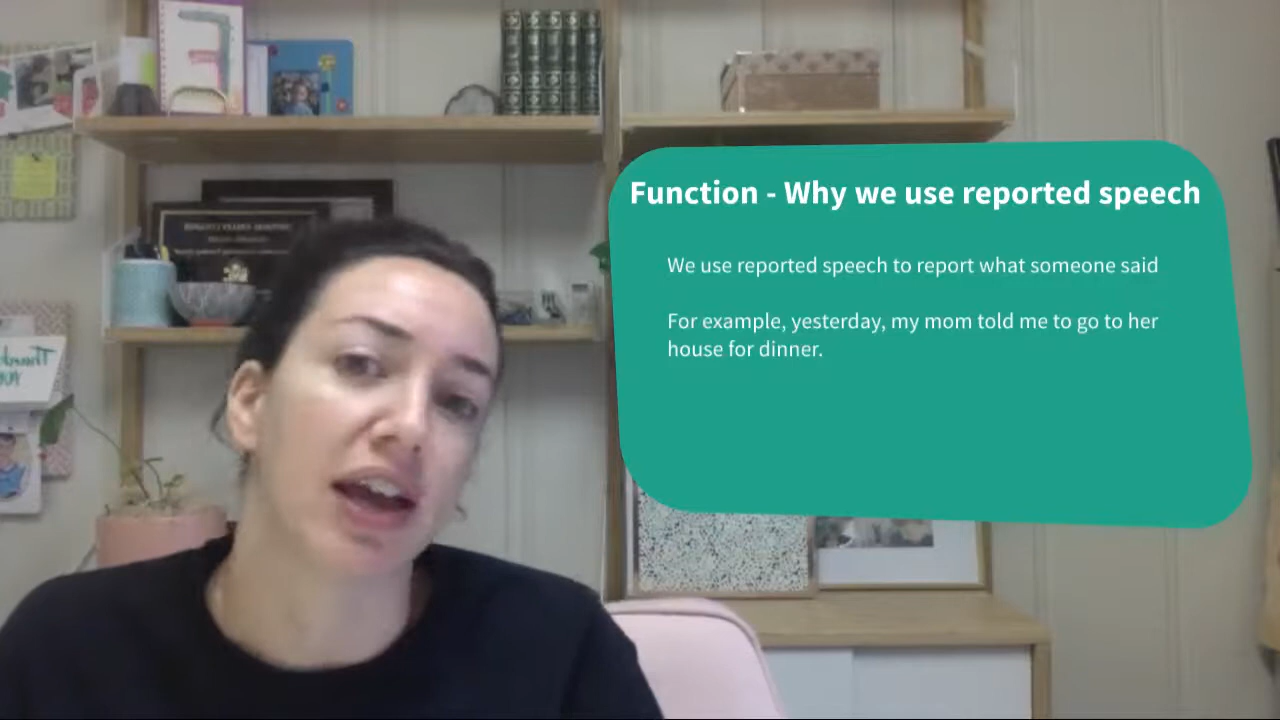 Function - Why we use reported speech
We use reported speech to report what someone said
For example, yesterday, my mom told me to go to her
house for dinner.